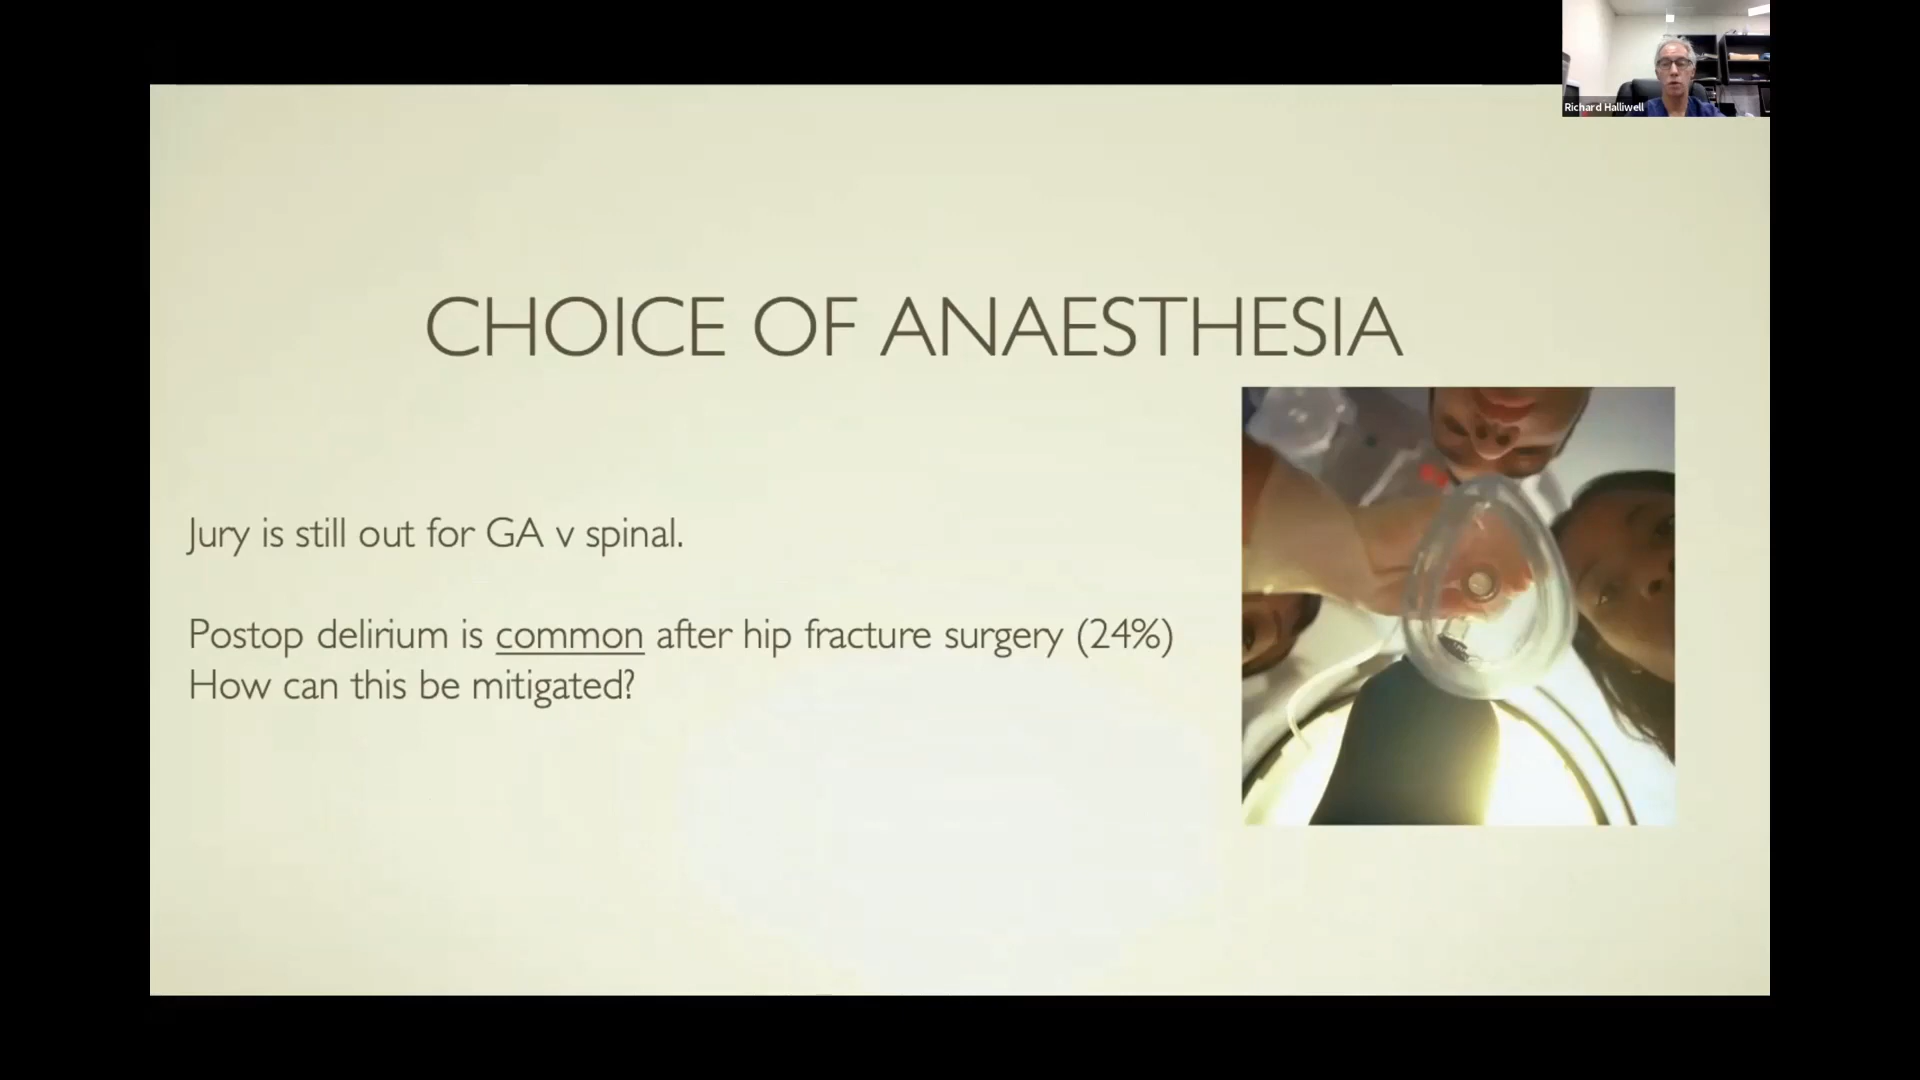 Richard Halliwell
CHOICE OF ANAESTHESIA
Jury is still out for GA v spinal.
Postop delirium is common after hip fracture surgery (24%)
How can this be mitigated?